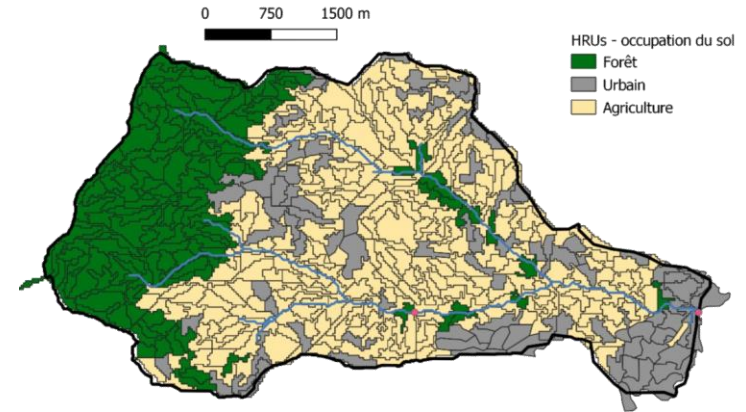 0 750 1500 m
HRUs - occupation du sol
Forêt
Urbain
Agriculture